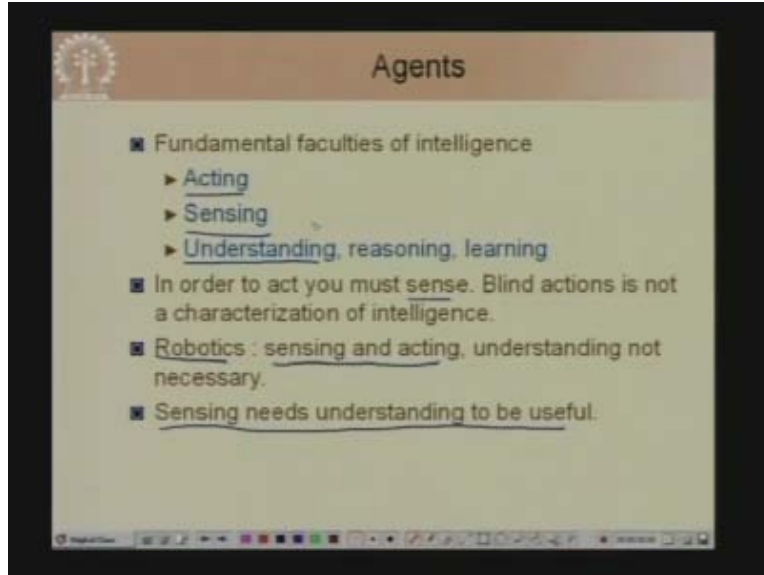 Agents
Fundamental faculties of intelligence
Acting
Sensing
Understanding, reasoning, learning
In order to act you must sense. Blind actions is not
a characterization of intelligence.
Robotics : sensing and acting, understanding not
necessary.
Sensing needs understanding to be useful.